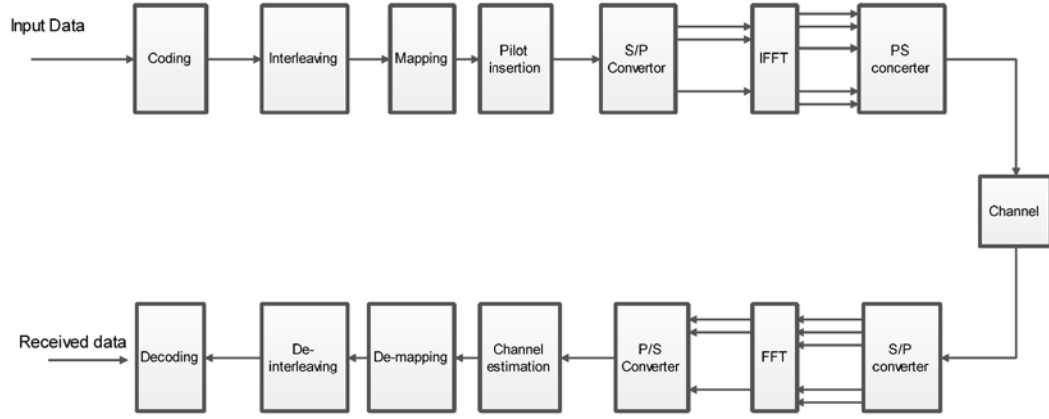 Input Data
Coding
Interleaving
Mapping
Pilot
insertion
S/P
Convertor
IFFT
PS
concerter
Channel
Received data
Decoding
De-
interleaving
De-mapping
Channel
estimation
P/S
Converter
FFT
S/P
converter